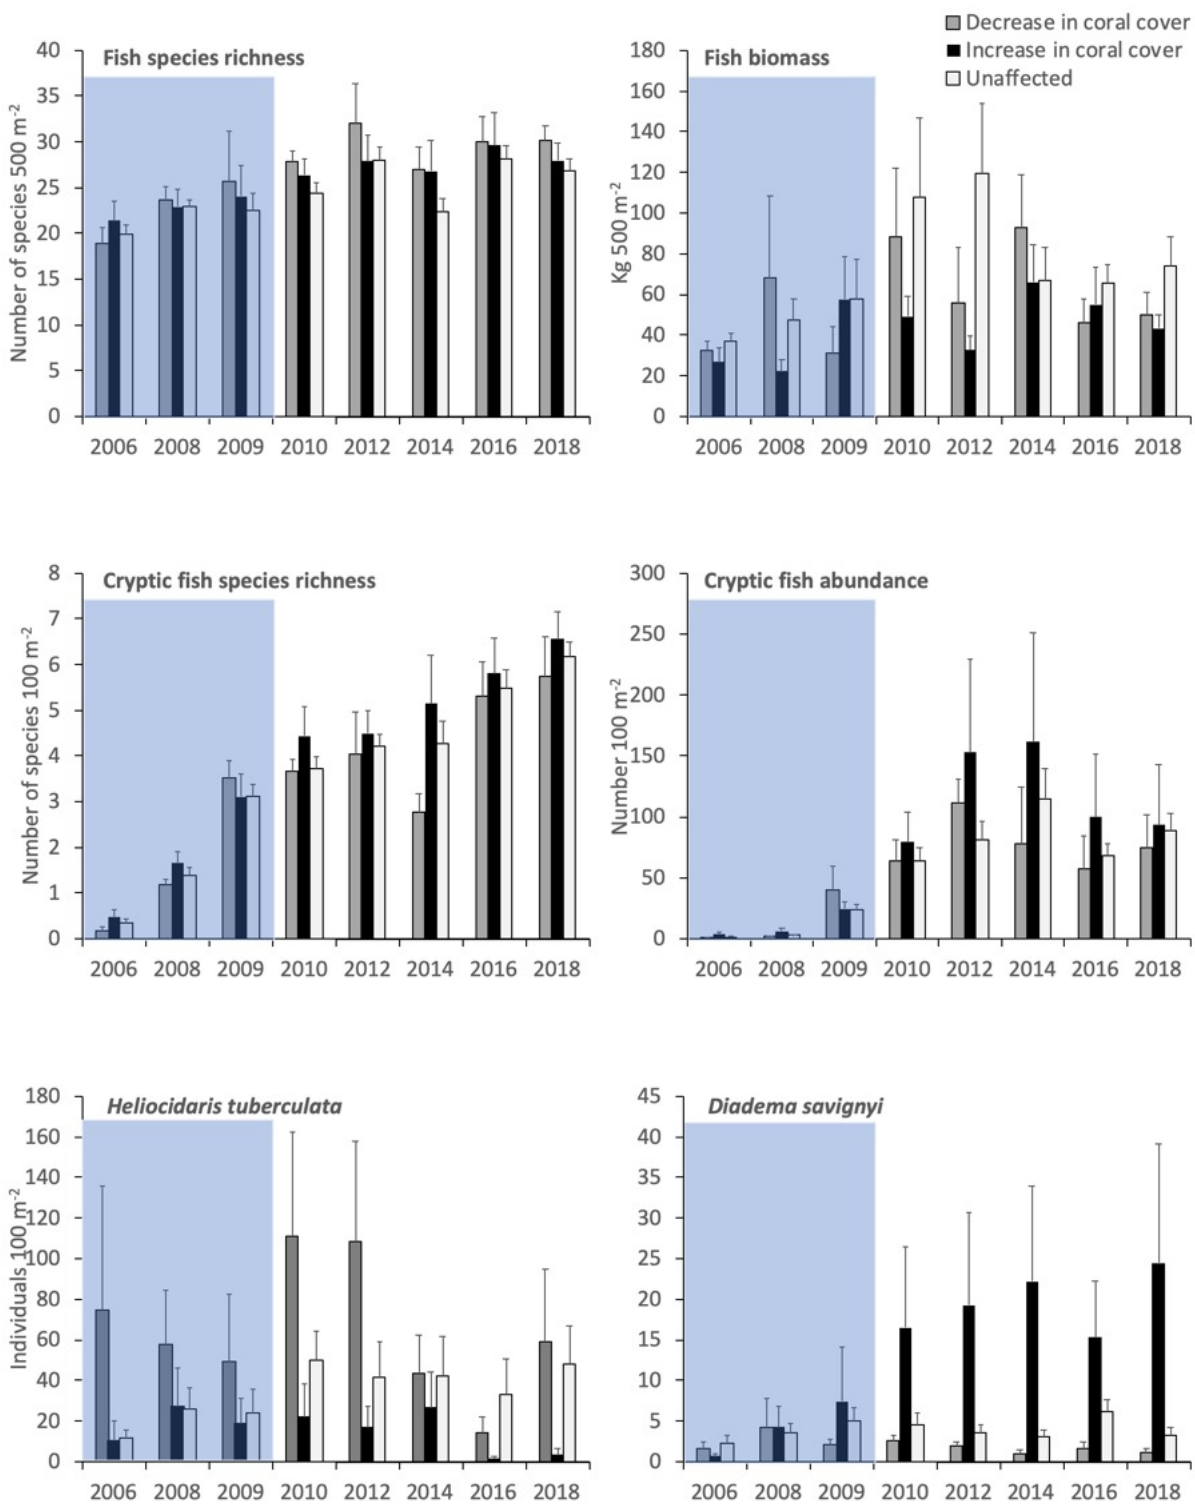 Decrease in coral cover
Increase in coral cover
Unaffected
Fish species richness
Number of species 500 m-2
40
35
30
25
20
15
10
5
0
2006 2008 2009 2010 2012 2014 2016 2018
Fish biomass
Kg 500 m-2
180
160
140
120
100
80
60
40
20
0
2006 2008 2009 2010 2012 2014 2016 2018
Cryptic fish species richness
Number of species 100 m-2
8
7
6
5
4
3
2
1
0
2006 2008 2009 2010 2012 2014 2016 2018
Cryptic fish abundance
Number 100 m-2
300
250
200
150
100
50
0
2006 2008 2009 2010 2012 2014 2016 2018
Heliocidaris tuberculata
Individuals 100 m-2
180
160
140
120
100
80
60
40
20
0
2006 2008 2009 2010 2012 2014 2016 2018
Diadema savignyi
45
40
35
30
25
20
15
10
5
0
2006 2008 2009 2010 2012 2014 2016 2018